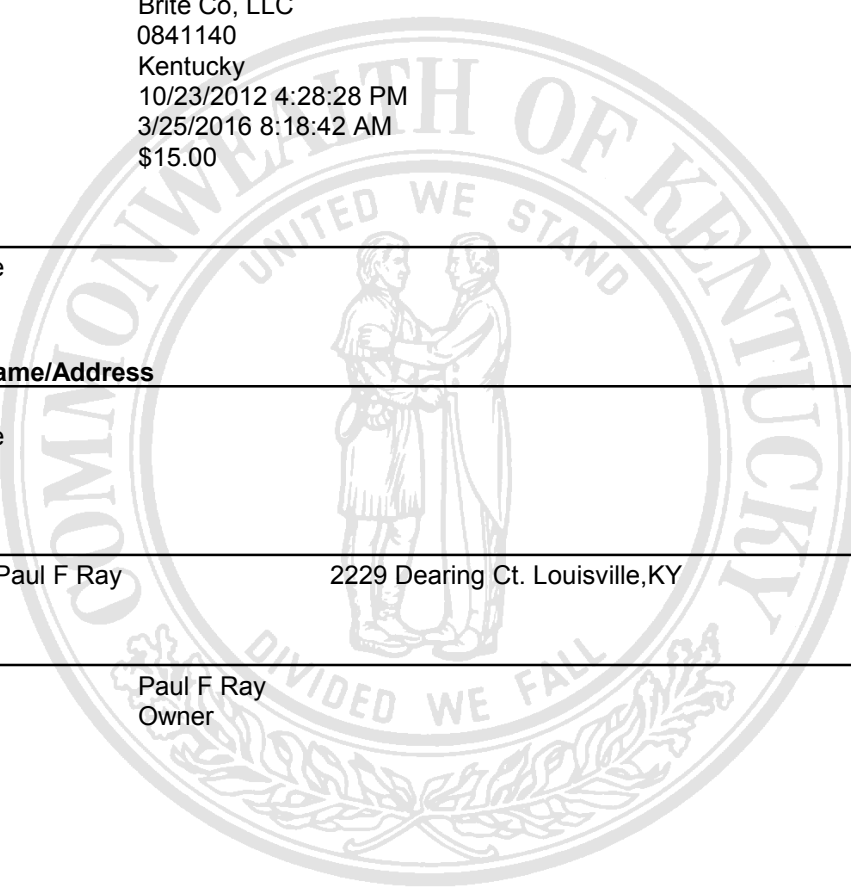 Brite Co, LLC
0841140
Kentucky
10/23/2012 4:28:28 PM
3/25/2016 8:18:42 AM
$15.00
e
ame/Address
e
Paul F Ray 2229 Dearing Ct. Louisville,KY
Paul F Ray
Owner
COMMONWEALTH OF KENTUCKY
UNITED WE STAND
DIVIDED WE FALL